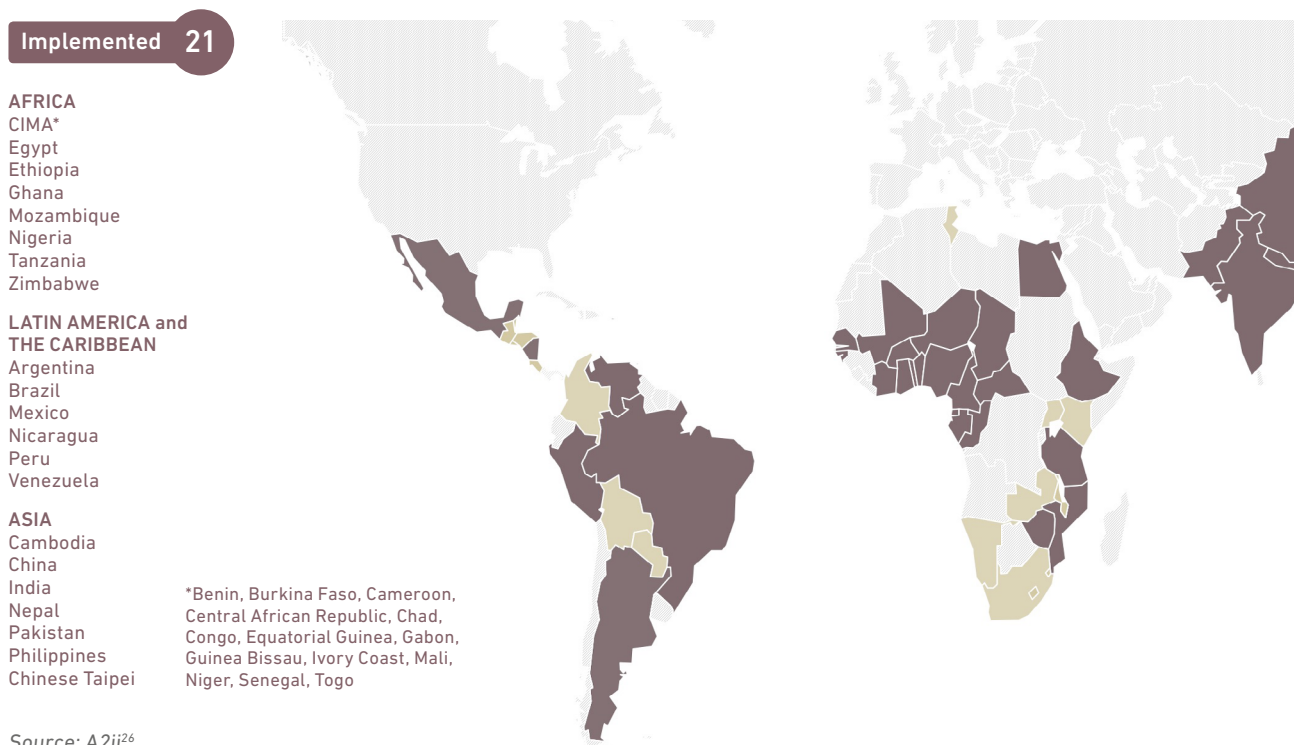 Implemented 21
AFRICA
CIMA*
Egypt
Ethiopia
Ghana
Mozambique
Nigeria
Tanzania
Zimbabwe
LATIN AMERICA and
THE CARIBBEAN
Argentina
Brazil
Mexico
Nicaragua
Peru
Venezuela
ASIA
Cambodia
China
India
Nepal
Pakistan
Philippines
Chinese Taipei
*Benin, Burkina Faso, Cameroon,
Central African Republic, Chad,
Congo, Equatorial Guinea, Gabon,
Guinea Bissau, Ivory Coast, Mali,
Niger, Senegal, Togo
Source: A2ii26